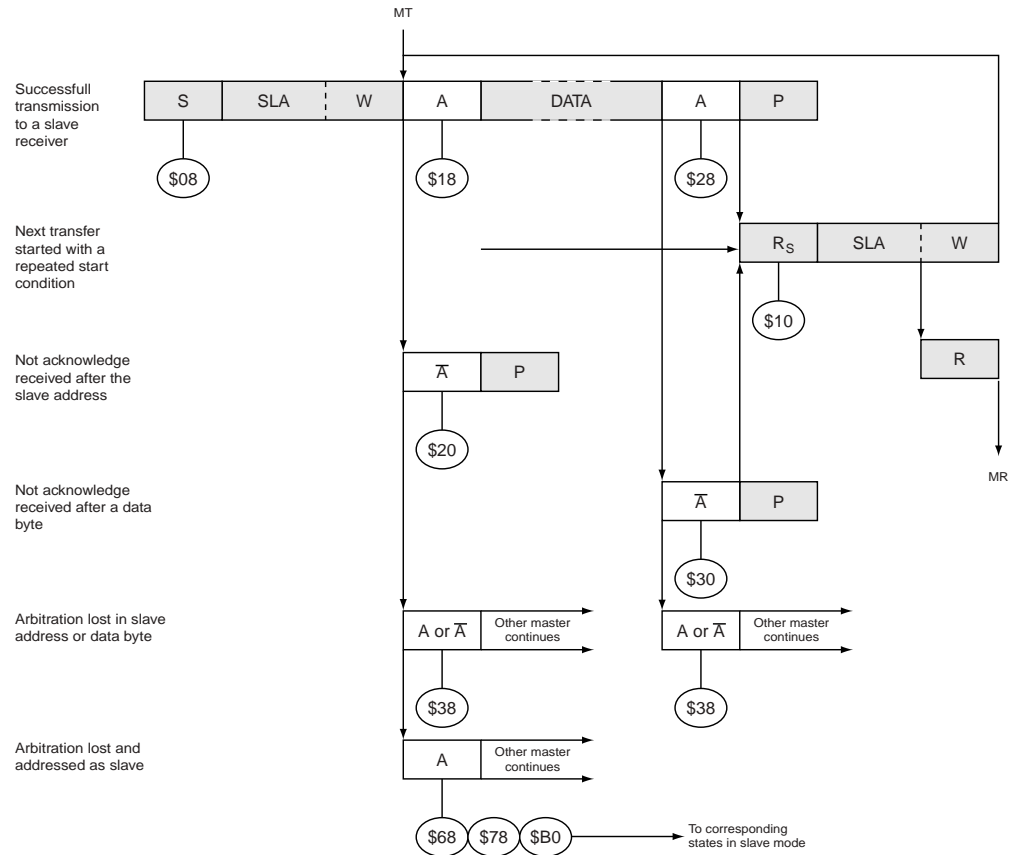 MT
Successfull
transmission
to a slave
receiver
S SLA W A DATA A P
$08 $18 $28
Next transfer
started with a
repeated start
condition
RS SLA W
$10
Not acknowledge
received after the
slave address
A̅ P
R
$20
MR
Not acknowledge
received after a data
byte
A̅ P
$30
Arbitration lost in slave
address or data byte
A or A̅
Other master
continues
A or A̅
Other master
continues
$38 $38
Arbitration lost and
addressed as slave
A
Other master
continues
$68 $78 $B0
To corresponding
states in slave mode